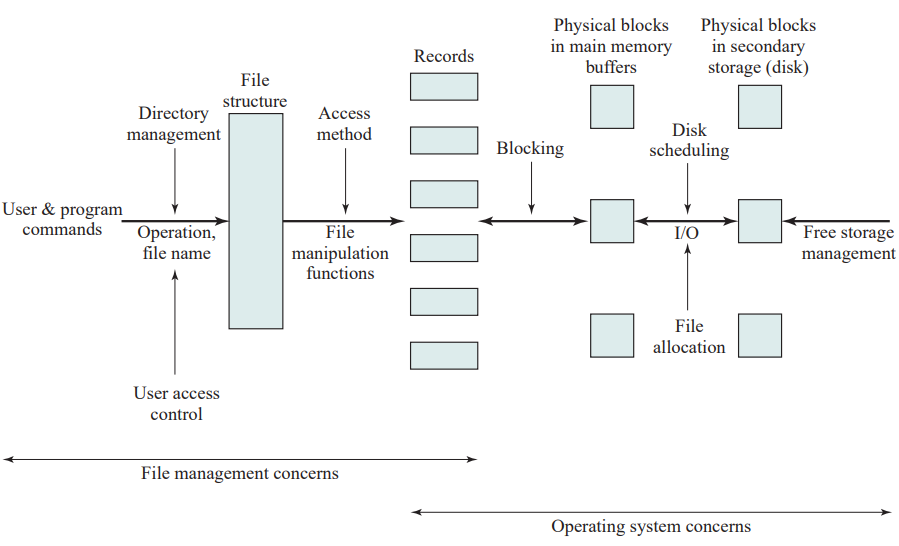 Physical blocks
in main memory
buffers
Physical blocks
in secondary
storage (disk)
Records
File
structure
Directory
management
Access
method
Blocking
Disk
scheduling
User & program
commands
Operation,
file name
File
manipulation
functions
I/O
Free storage
management
File
allocation
User access
control
File management concerns
Operating system concerns